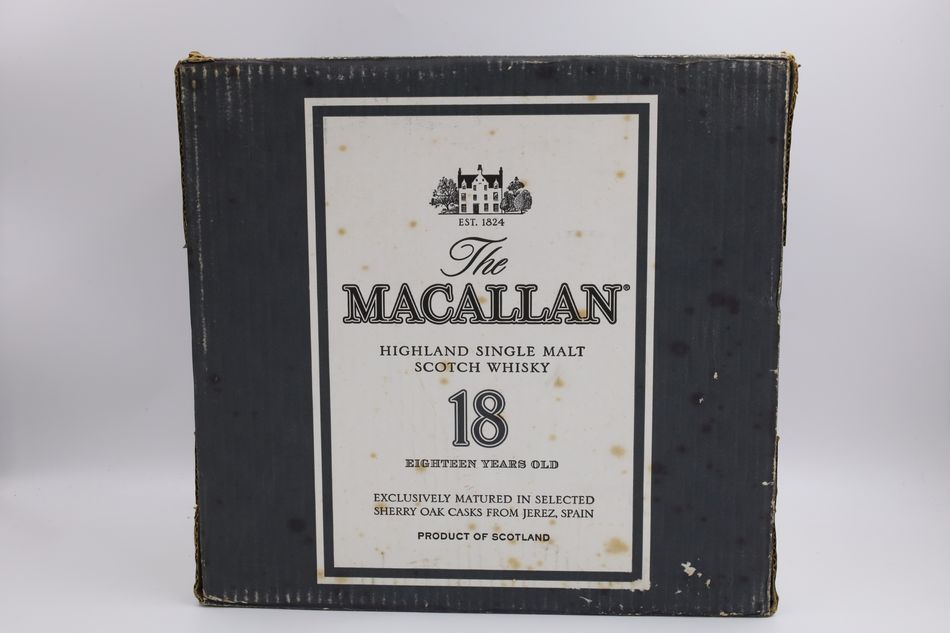 EST. 1824
The
MACALLAN®
HIGHLAND SINGLE MALT
SCOTCH WHISKY
18
EIGHTEEN YEARS OLD
EXCLUSIVELY MATURED IN SELECTED
SHERRY OAK CASKS FROM JEREZ, SPAIN
PRODUCT OF SCOTLAND